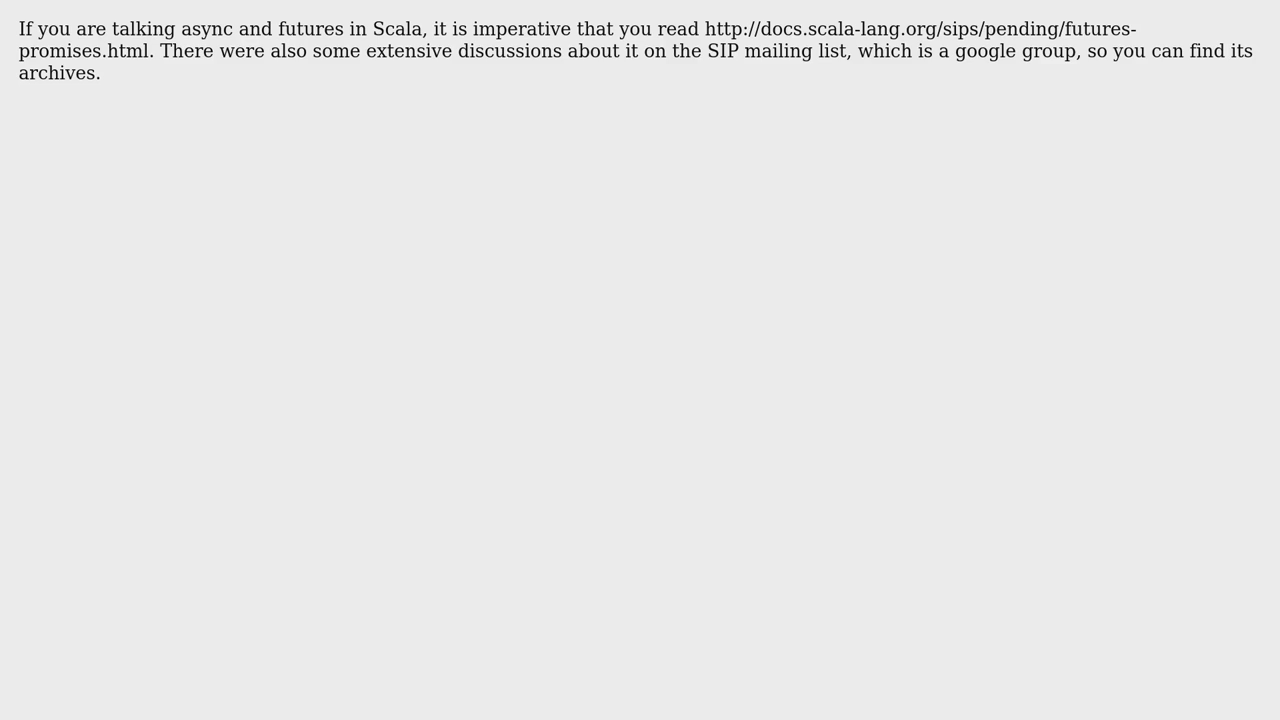 If you are talking async and futures in Scala, it is imperative that you read http://docs.scala-lang.org/sips/pending/futures-
promises.html. There were also some extensive discussions about it on the SIP mailing list, which is a google group, so you can find its
archives.